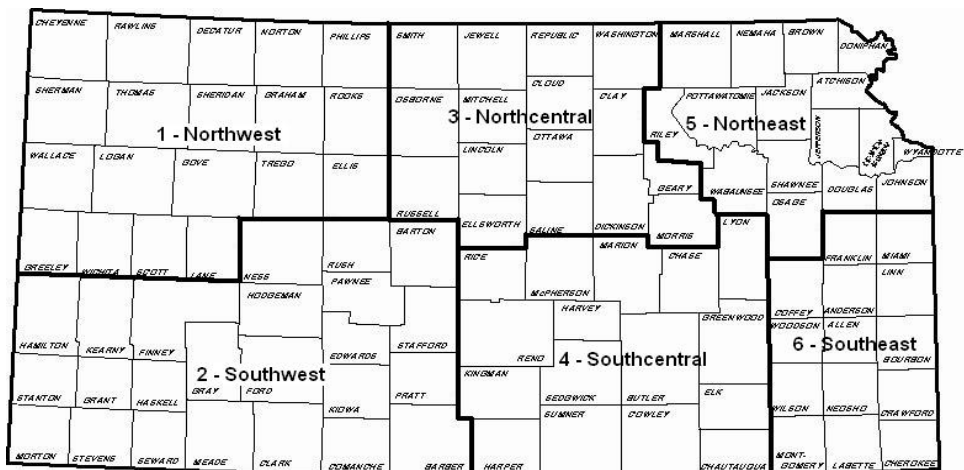 CHEYENNE RAWLINS DECATUR NORTON PHILLIPS SMITH JEWELL REPUBLIC WASHINGTON MARSHALL NEMAHA BROWN DONIPHAN
ATCHISON
CLOUD
SHERMAN THOMAS SHERIDAN GRAHAM ROOKS OSBORNE MITCHELL CLAY POTTAWATOMIE JACKSON
1 - Northwest 3 - Northcentral 5 - Northeast
OTTAWA RILEY JEFFERSON
WALLACE LOGAN GOVE TREGO ELLIS LINCOLN WYANDOTTE
GEARY WABAUNSEE SHAWNEE DOUGLAS JOHNSON
OSAGE
RUSSELL ELLSWORTH SALINE DICKINSON MORRIS LYON
BARTON
GREELEY WICHITA SCOTT LANE NESS RUSH RICE MARION CHASE FRANKLIN MIAMI
LINN
PAWNEE
HODGEMAN McPHERSON
HARVEY GREENWOOD COFFEY ANDERSON
WOODSON ALLEN
HAMILTON KEARNY FINNEY EDWARDS STAFFORD RENO BOURBON
2 - Southwest 4 - Southcentral 6 - Southeast
KINGMAN
STANTON GRANT HASKELL GRAY FORD PRATT SEDGWICK BUTLER ELK
KIOWA SUMNER COWLEY WILSON NEOSHO CRAWFORD
MORTON STEVENS SEWARD MEADE CLARK COMANCHE BARBER HARPER CHAUTAUQUA MONT-
GOMERY LABETTE CHEROKEE